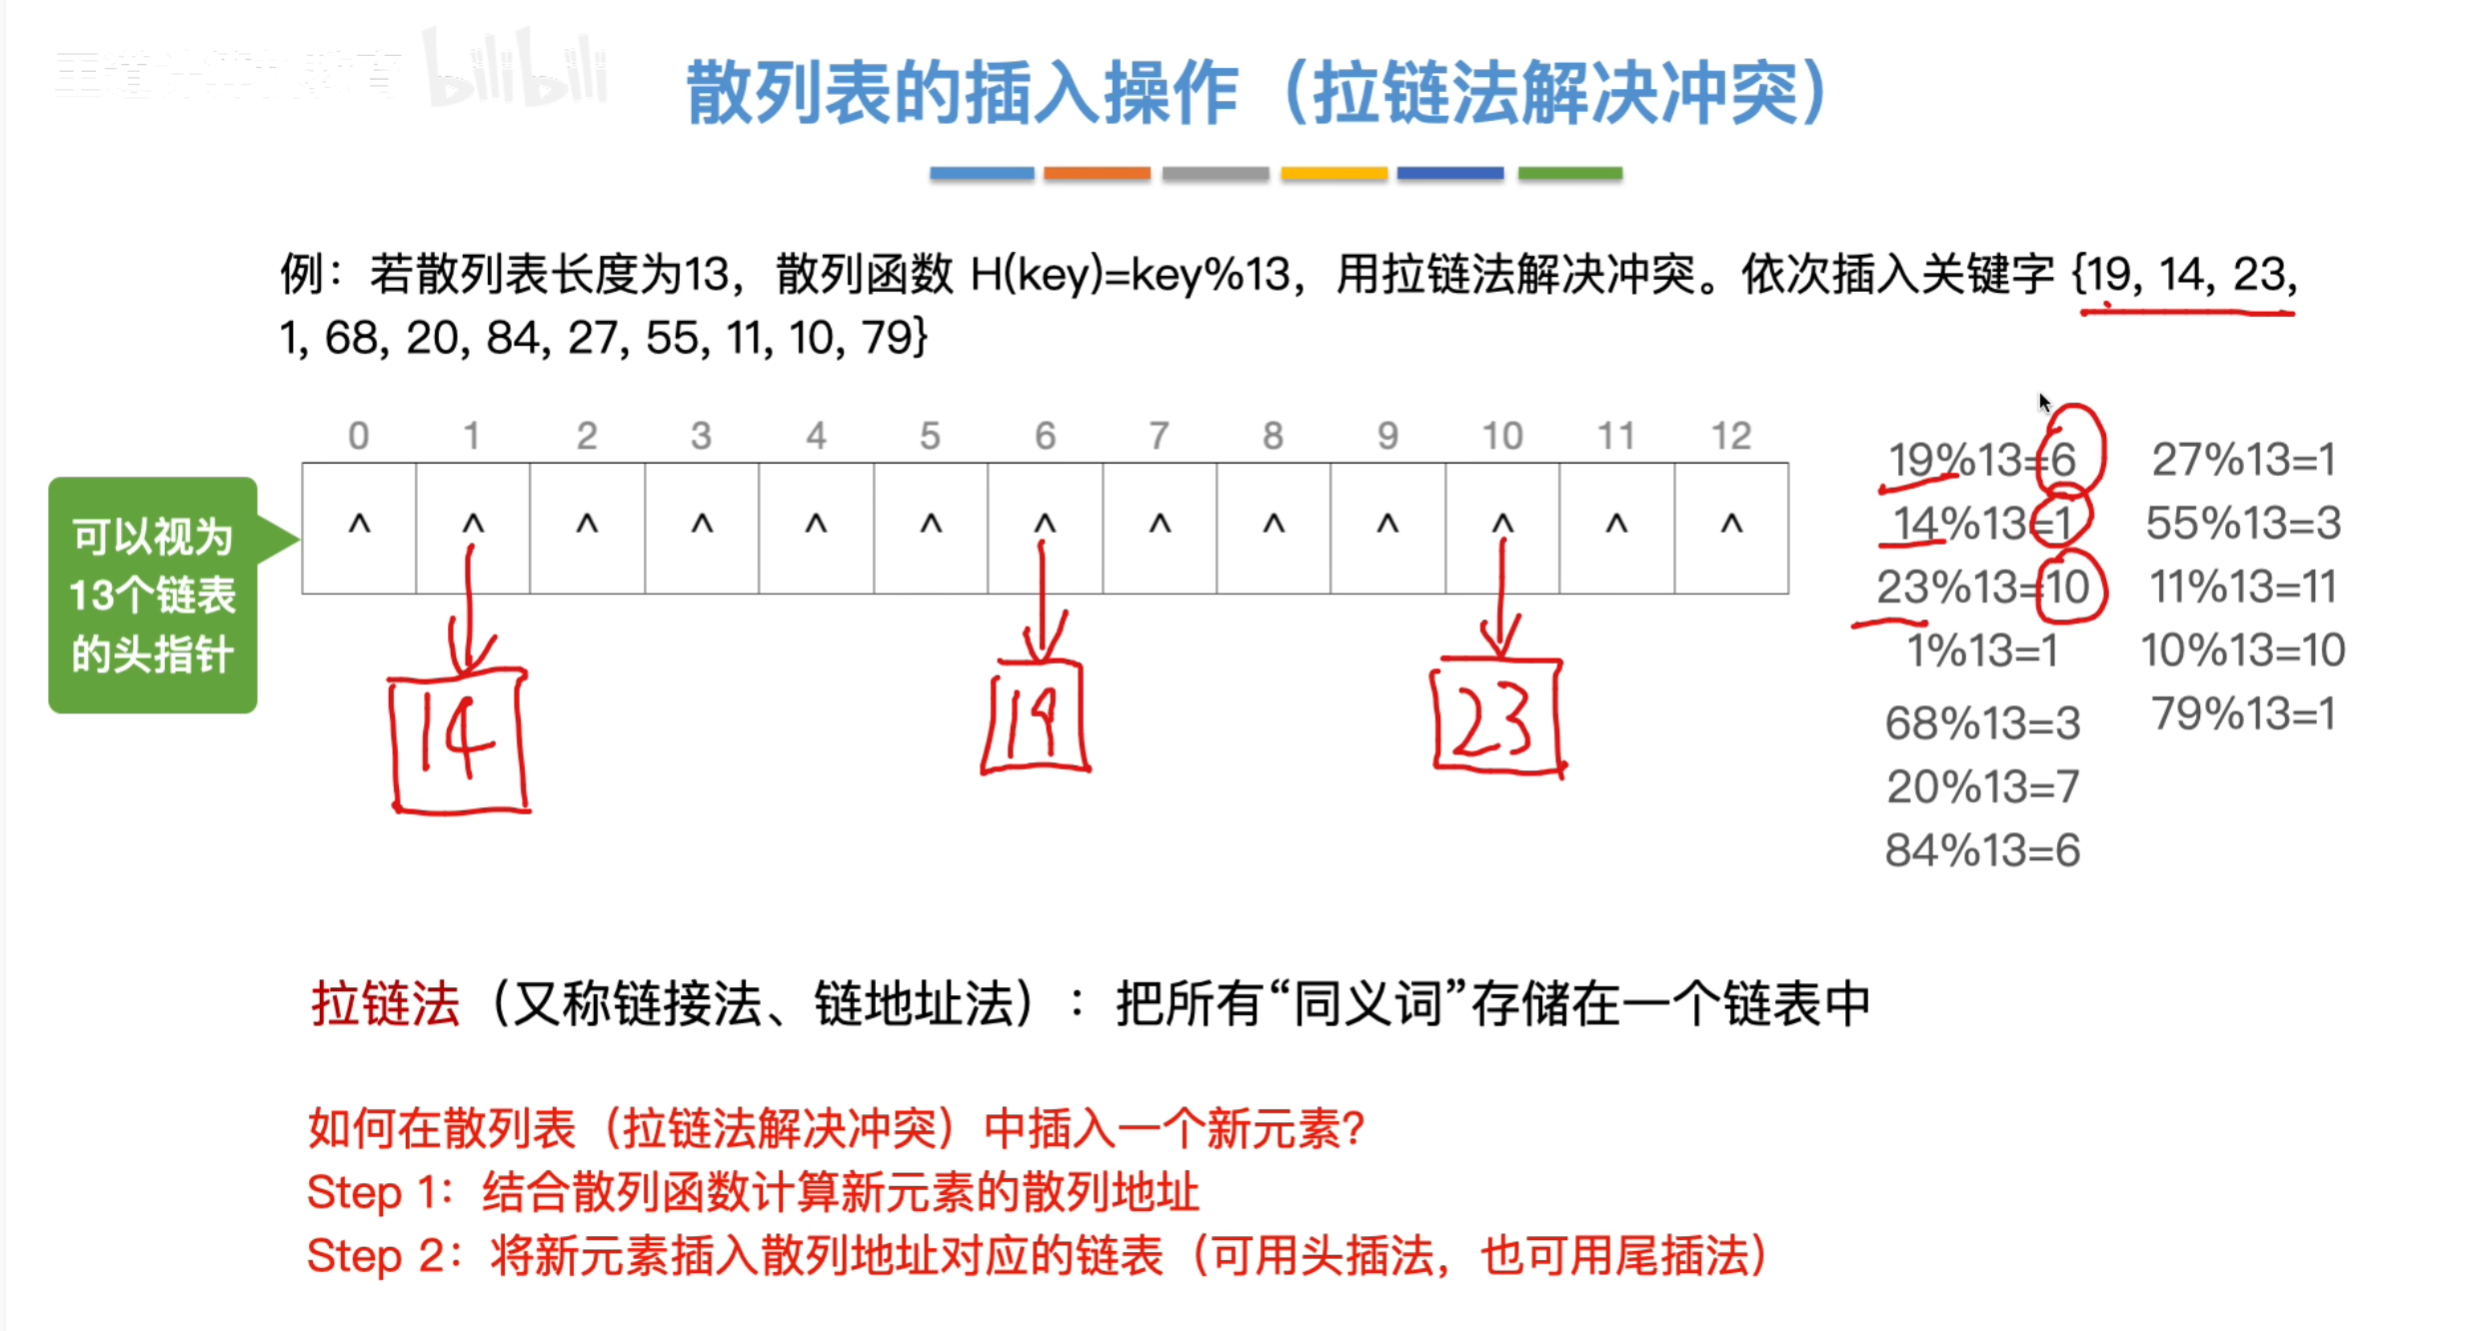 bilibili
散列表的插入操作（拉链法解决冲突）
例：若散列表长度为13，散列函数 H(key)=key%13，用拉链法解决冲突。依次插入关键字 {19, 14, 23,
1, 68, 20, 84, 27, 55, 11, 10, 79}
0 1 2 3 4 5 6 7 8 9 10 11 12
^ ^ ^ ^ ^ ^ ^ ^ ^ ^ ^ ^ ^
可以视为
13个链表
的头指针
14 19 23
19%13=6
14%13=1
23%13=10
1%13=1
68%13=3
20%13=7
84%13=6
27%13=1
55%13=3
11%13=11
10%13=10
79%13=1
拉链法（又称链接法、链地址法）：把所有“同义词”存储在一个链表中
如何在散列表（拉链法解决冲突）中插入一个新元素？
Step 1：结合散列函数计算新元素的散列地址
Step 2：将新元素插入散列地址对应的链表（可用头插法，也可用尾插法）